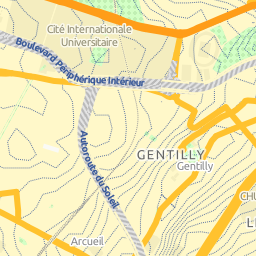 Cité Internationale
Universitaire
Boulevard Périphérique Intérieur
Autoroute du Soleil
GENTILLY
Gentilly
Arcueil